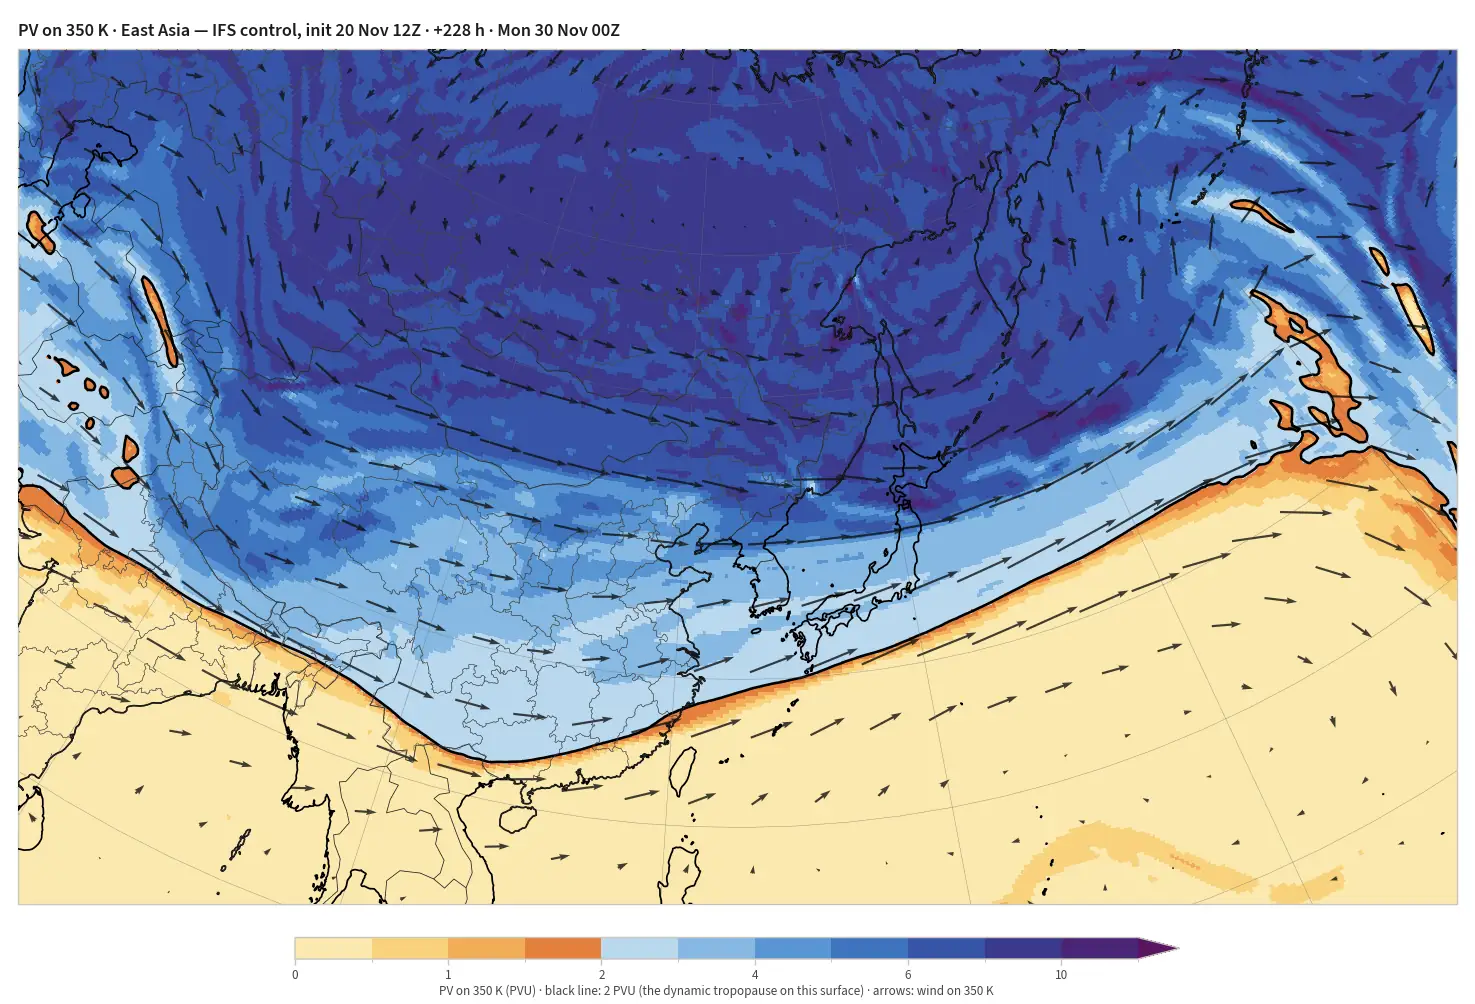 PV on 350 K · East Asia — IFS control, init 20 Nov 12Z · +228 h · Mon 30 Nov 00Z
0 1 2 4 6 10
PV on 350 K (PVU) · black line: 2 PVU (the dynamic tropopause on this surface) · arrows: wind on 350 K